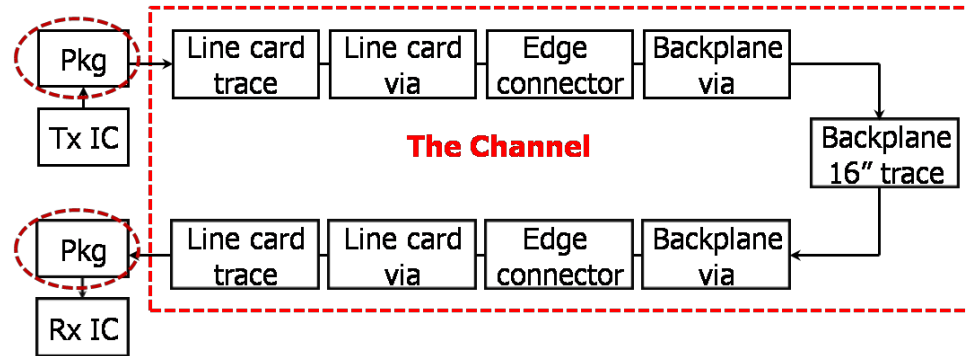 Pkg
Line card
trace
Line card
via
Edge
connector
Backplane
via
Tx IC
The Channel
Backplane
16” trace
Pkg
Line card
trace
Line card
via
Edge
connector
Backplane
via
Rx IC